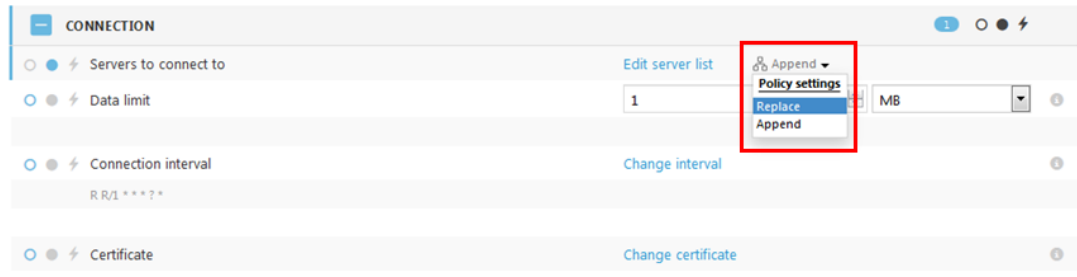 CONNECTION 1
Servers to connect to Edit server list Append
Policy settings
Data limit 1 MB
Replace
Append
Connection interval Change interval
R R/1 * * * ? *
Certificate Change certificate